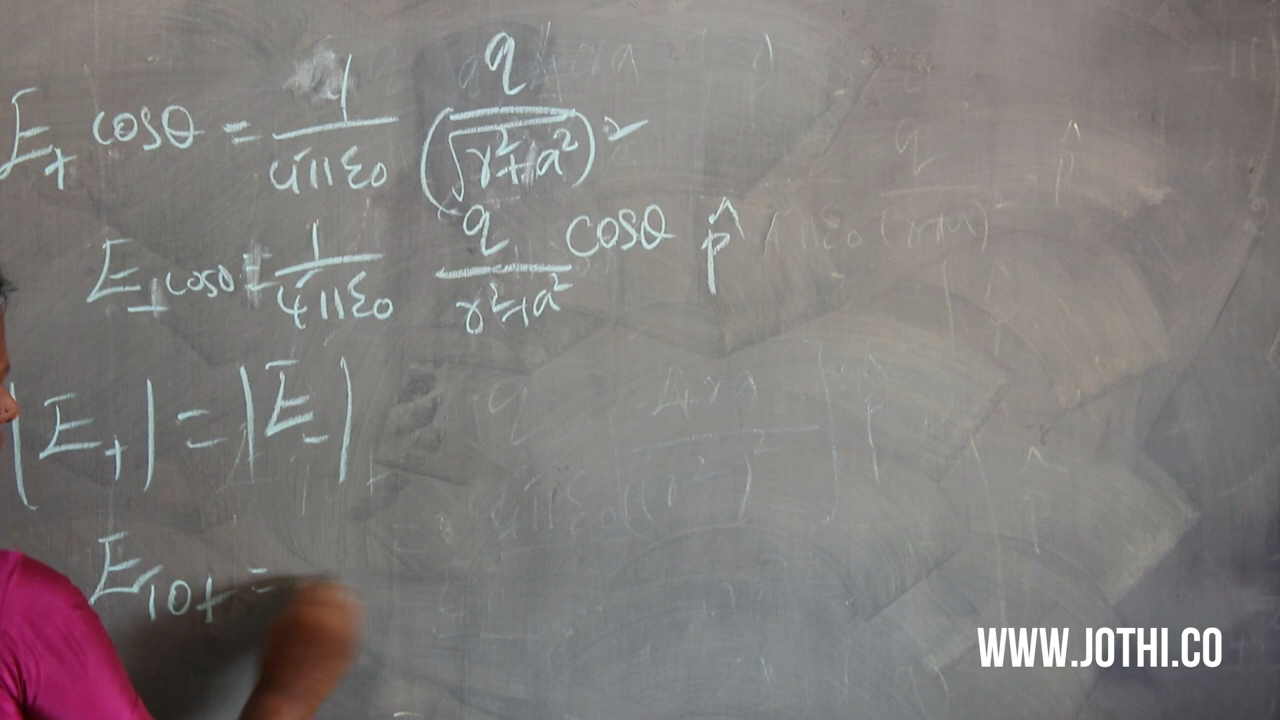 E₊ cosθ = 1/4πε₀ q/(√r²+a²)²
E₊ cosθ = 1/4πε₀ q/r²+a² cosθ p̂
|E₊| = |E₋|
Eₜₒₜ =
WWW.JOTHI.CO